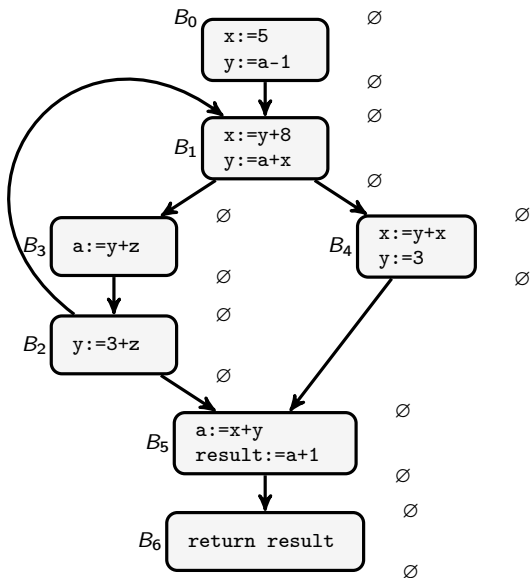 B0
x:=5
y:=a-1
∅
∅
B1
x:=y+8
y:=a+x
∅
∅
B3
a:=y+z
∅
∅
B4
x:=y+x
y:=3
∅
∅
B2
y:=3+z
∅
∅
B5
a:=x+y
result:=a+1
∅
∅
B6
return result
∅
∅